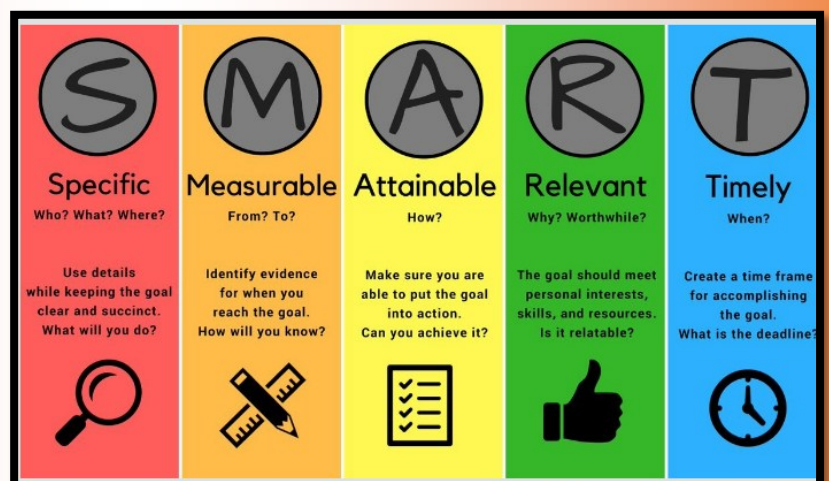 S
Specific
Who? What? Where?
Use details
while keeping the goal
clear and succinct.
What will you do?
M
Measurable
From? To?
Identify evidence
for when you
reach the goal.
How will you know?
A
Attainable
How?
Make sure you are
able to put the goal
into action.
Can you achieve it?
R
Relevant
Why? Worthwhile?
The goal should meet
personal interests,
skills, and resources.
Is it relatable?
T
Timely
When?
Create a time frame
for accomplishing
the goal.
What is the deadline?